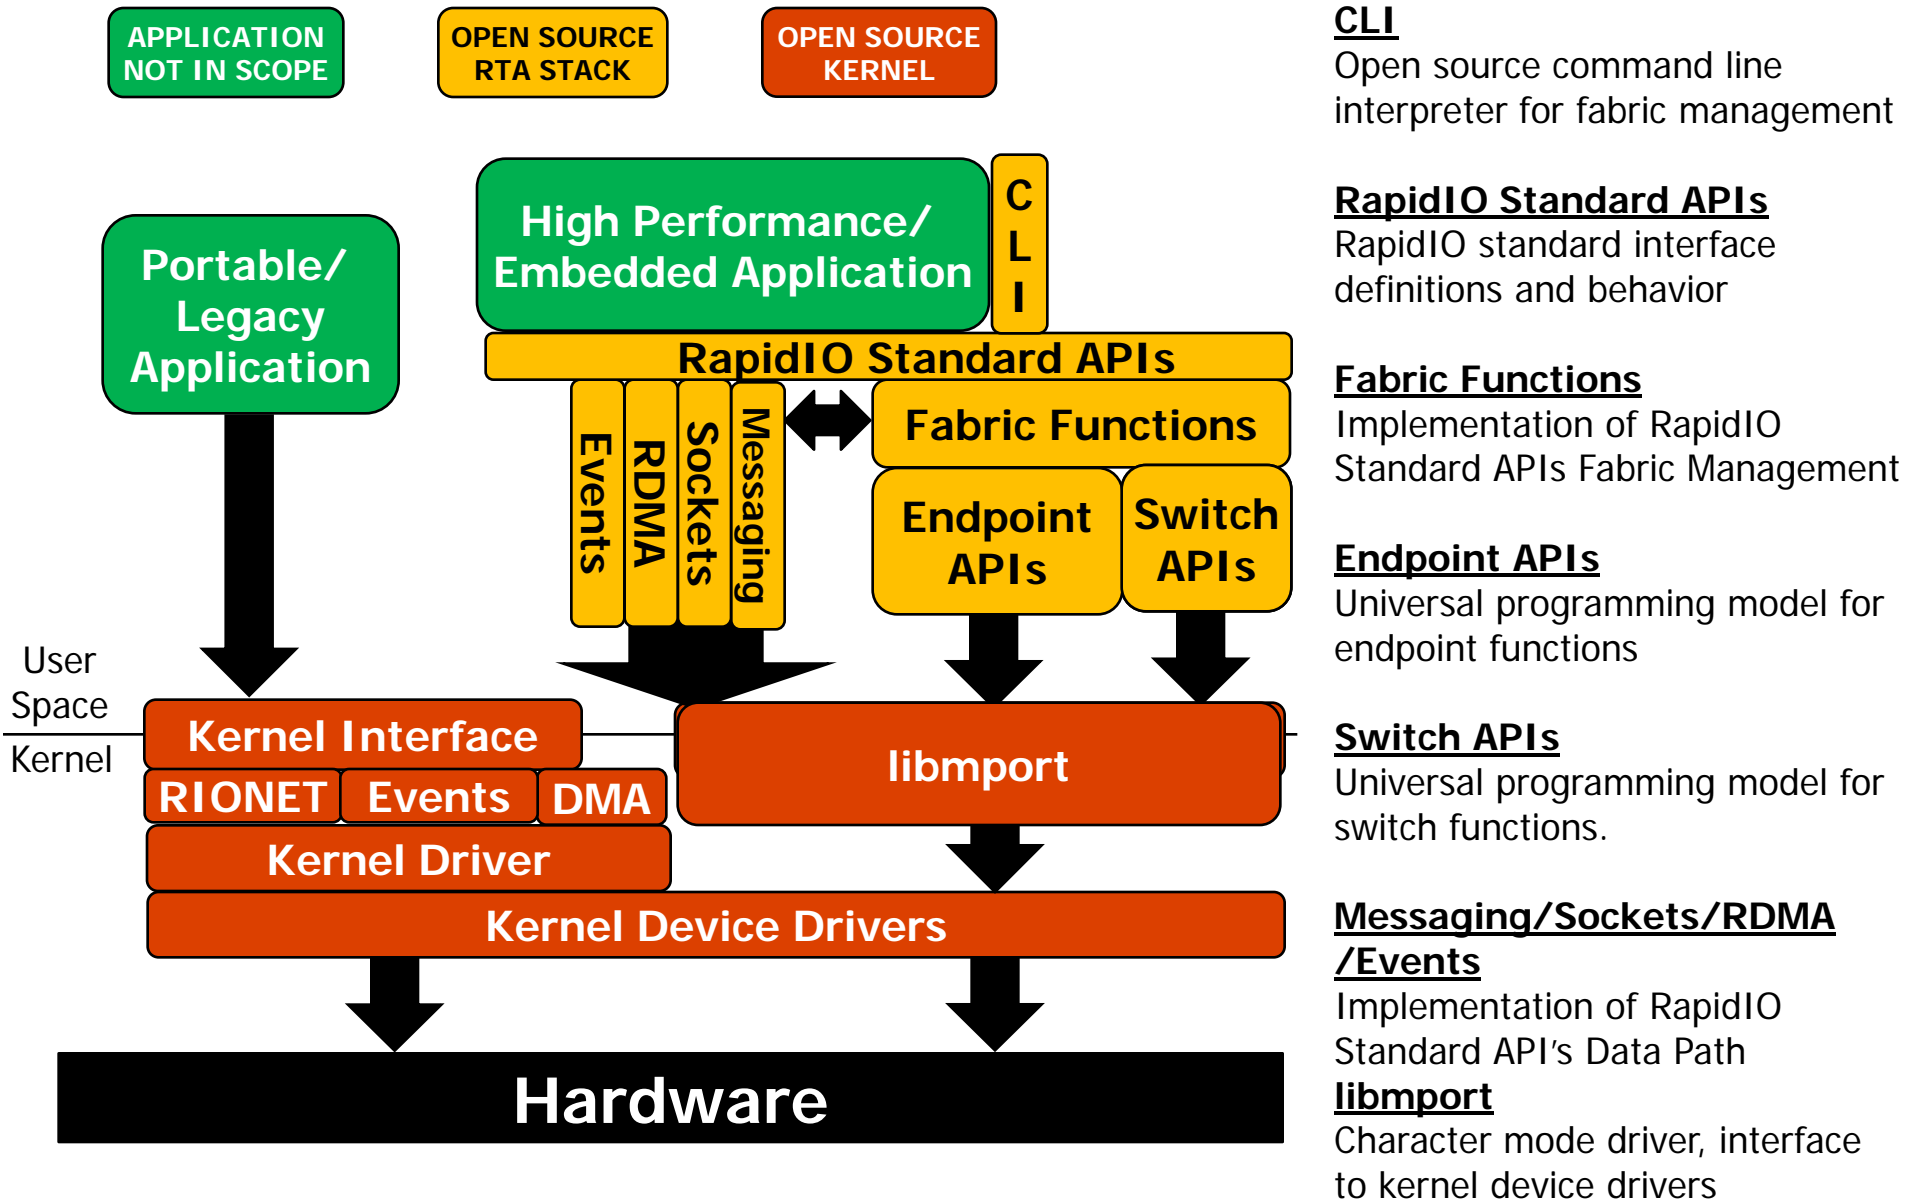 APPLICATION
NOT IN SCOPE
OPEN SOURCE
RTA STACK
OPEN SOURCE
KERNEL
High Performance/
Embedded Application
C
L
I
Portable/
Legacy
Application
RapidIO Standard APIs
Events
RDMA
Sockets
Messaging
Fabric Functions
Endpoint
APIs
Switch
APIs
User
Space
Kernel
Kernel Interface
libmport
RIONET
Events
DMA
Kernel Driver
Kernel Device Drivers
Hardware
CLI
Open source command line
interpreter for fabric management
RapidIO Standard APIs
RapidIO standard interface
definitions and behavior
Fabric Functions
Implementation of RapidIO
Standard APIs Fabric Management
Endpoint APIs
Universal programming model for
endpoint functions
Switch APIs
Universal programming model for
switch functions.
Messaging/Sockets/RDMA
/Events
Implementation of RapidIO
Standard API’s Data Path
libmport
Character mode driver, interface
to kernel device drivers